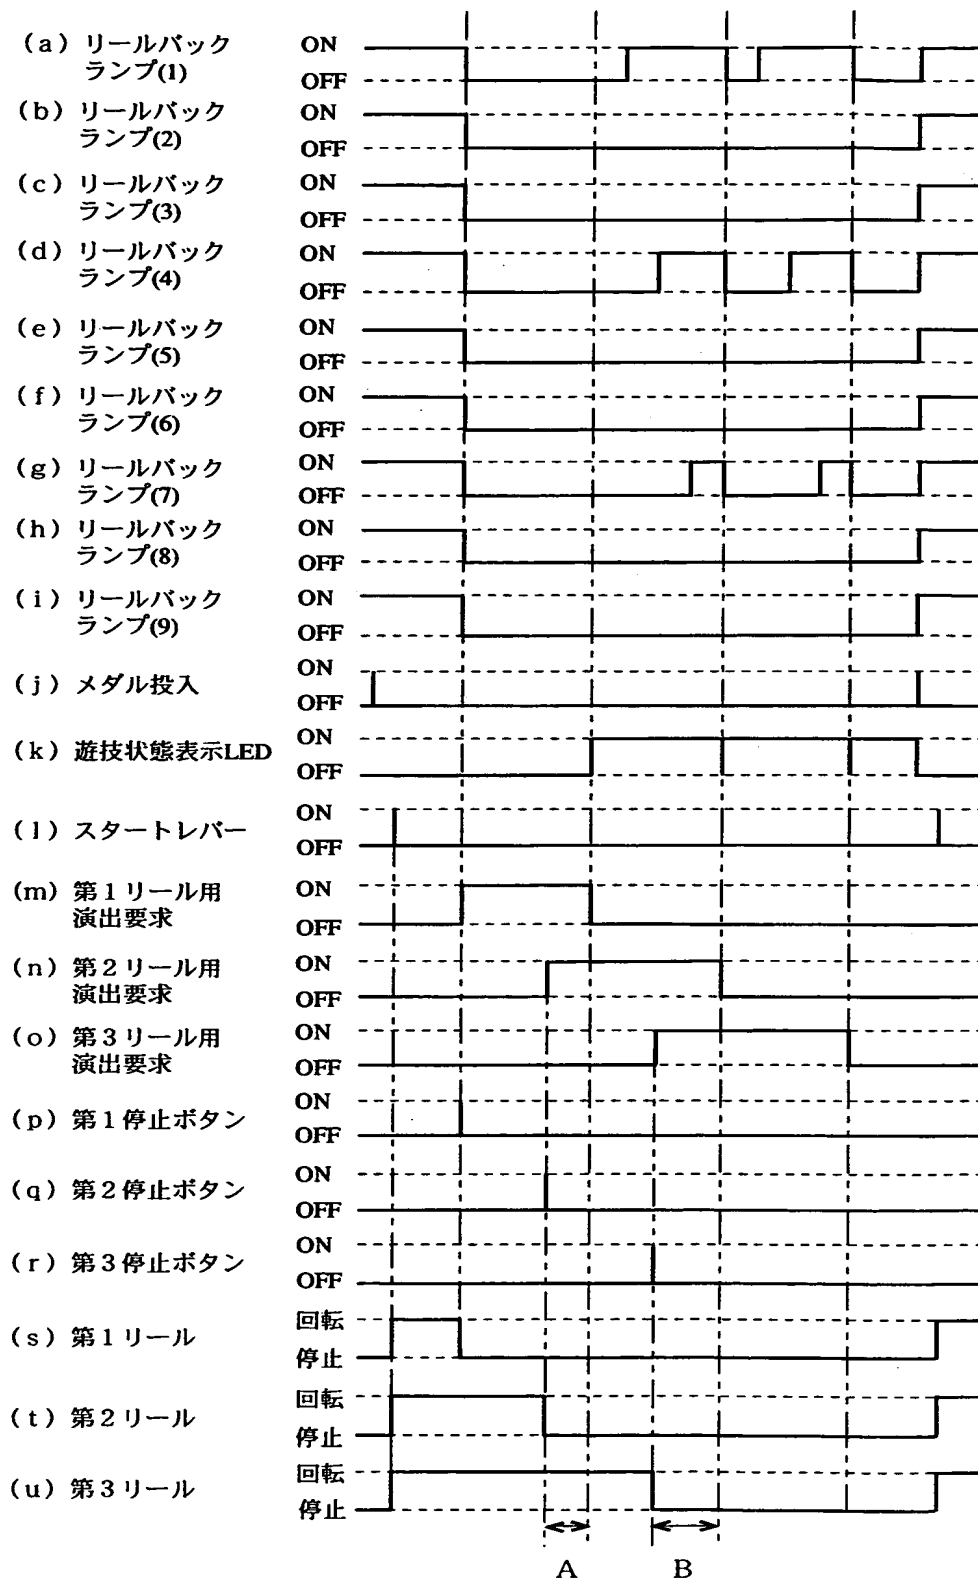 (a) リールバック ON
ランプ(1) OFF
(b) リールバック ON
ランプ(2) OFF
(c) リールバック ON
ランプ(3) OFF
(d) リールバック ON
ランプ(4) OFF
(e) リールバック ON
ランプ(5) OFF
(f) リールバック ON
ランプ(6) OFF
(g) リールバック ON
ランプ(7) OFF
(h) リールバック ON
ランプ(8) OFF
(i) リールバック ON
ランプ(9) OFF
ON
(j) メダル投入
OFF
ON
(k) 遊技状態表示LED
OFF
ON
(l) スタートレバー
OFF
(m) 第1リール用 ON
演出要求 OFF
(n) 第2リール用 ON
演出要求 OFF
(o) 第3リール用 ON
演出要求 OFF
ON
(p) 第1停止ボタン
OFF
ON
(q) 第2停止ボタン
OFF
ON
(r) 第3停止ボタン
OFF
回転
(s) 第1リール
停止
回転
(t) 第2リール
停止
回転
(u) 第3リール
停止
A B